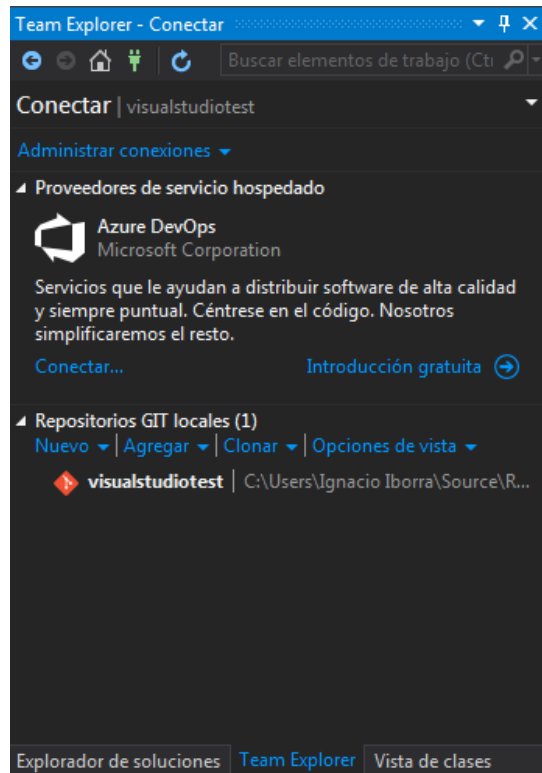 Team Explorer - Conectar
Buscar elementos de trabajo (Ctr
Conectar | visualstudiotest
Administrar conexiones
Proveedores de servicio hospedado
Azure DevOps
Microsoft Corporation
Servicios que le ayudan a distribuir software de alta calidad
y siempre puntual. Céntrese en el código. Nosotros
simplificaremos el resto.
Conectar... Introducción gratuita
Repositorios GIT locales (1)
Nuevo | Agregar | Clonar | Opciones de vista
visualstudiotest | C:\Users\Ignacio Iborra\Source\R...
Explorador de soluciones Team Explorer Vista de clases